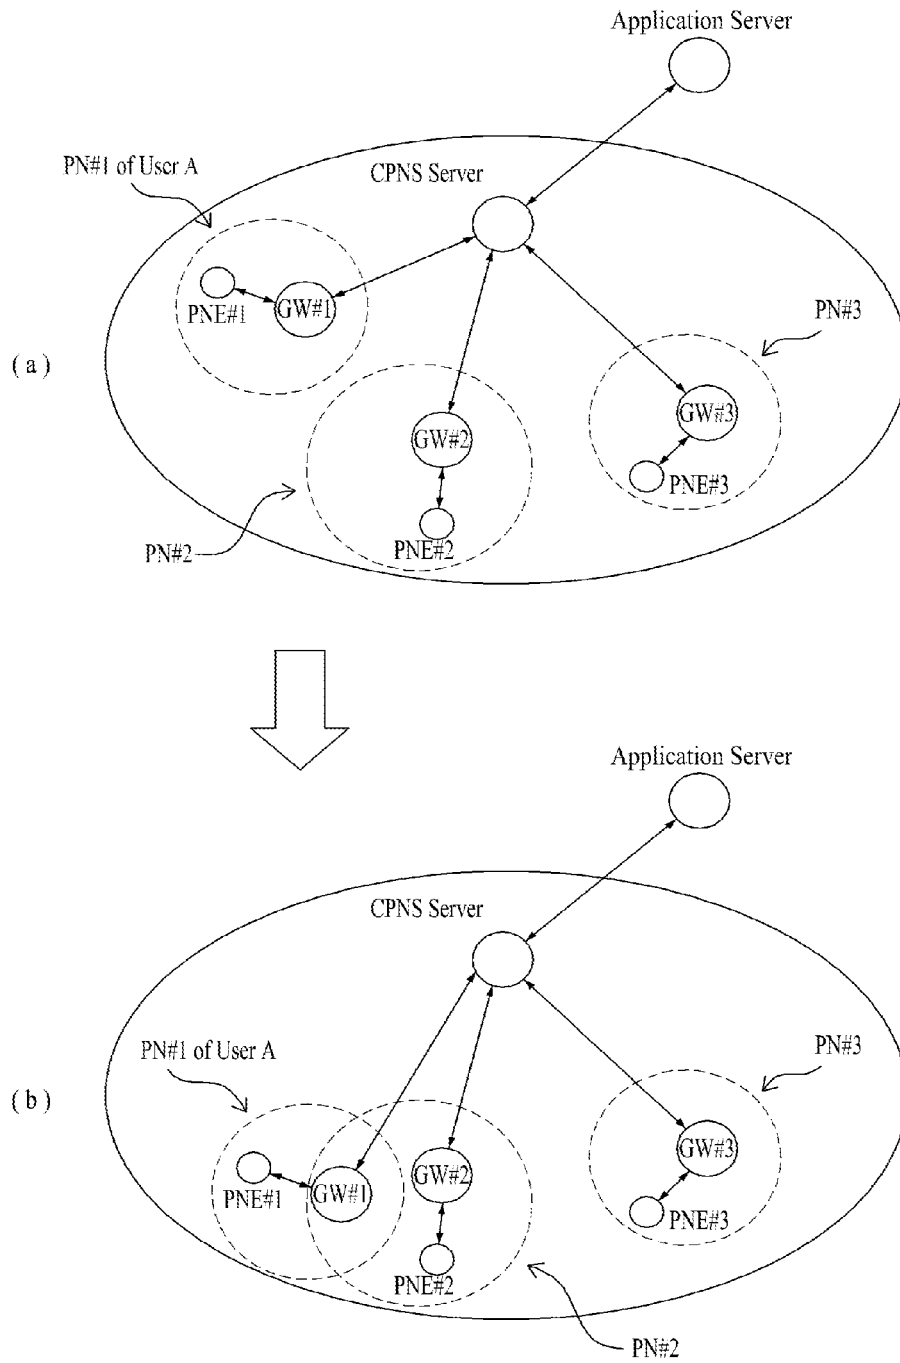 Application Server
PN#1 of User A
CPNS Server
PNE#1
GW#1
PN#3
( a )
GW#2
GW#3
PNE#3
PN#2
PNE#2
Application Server
CPNS Server
PN#1 of User A
PN#3
( b )
PNE#1
GW#1
GW#2
GW#3
PNE#3
PNE#2
PN#2